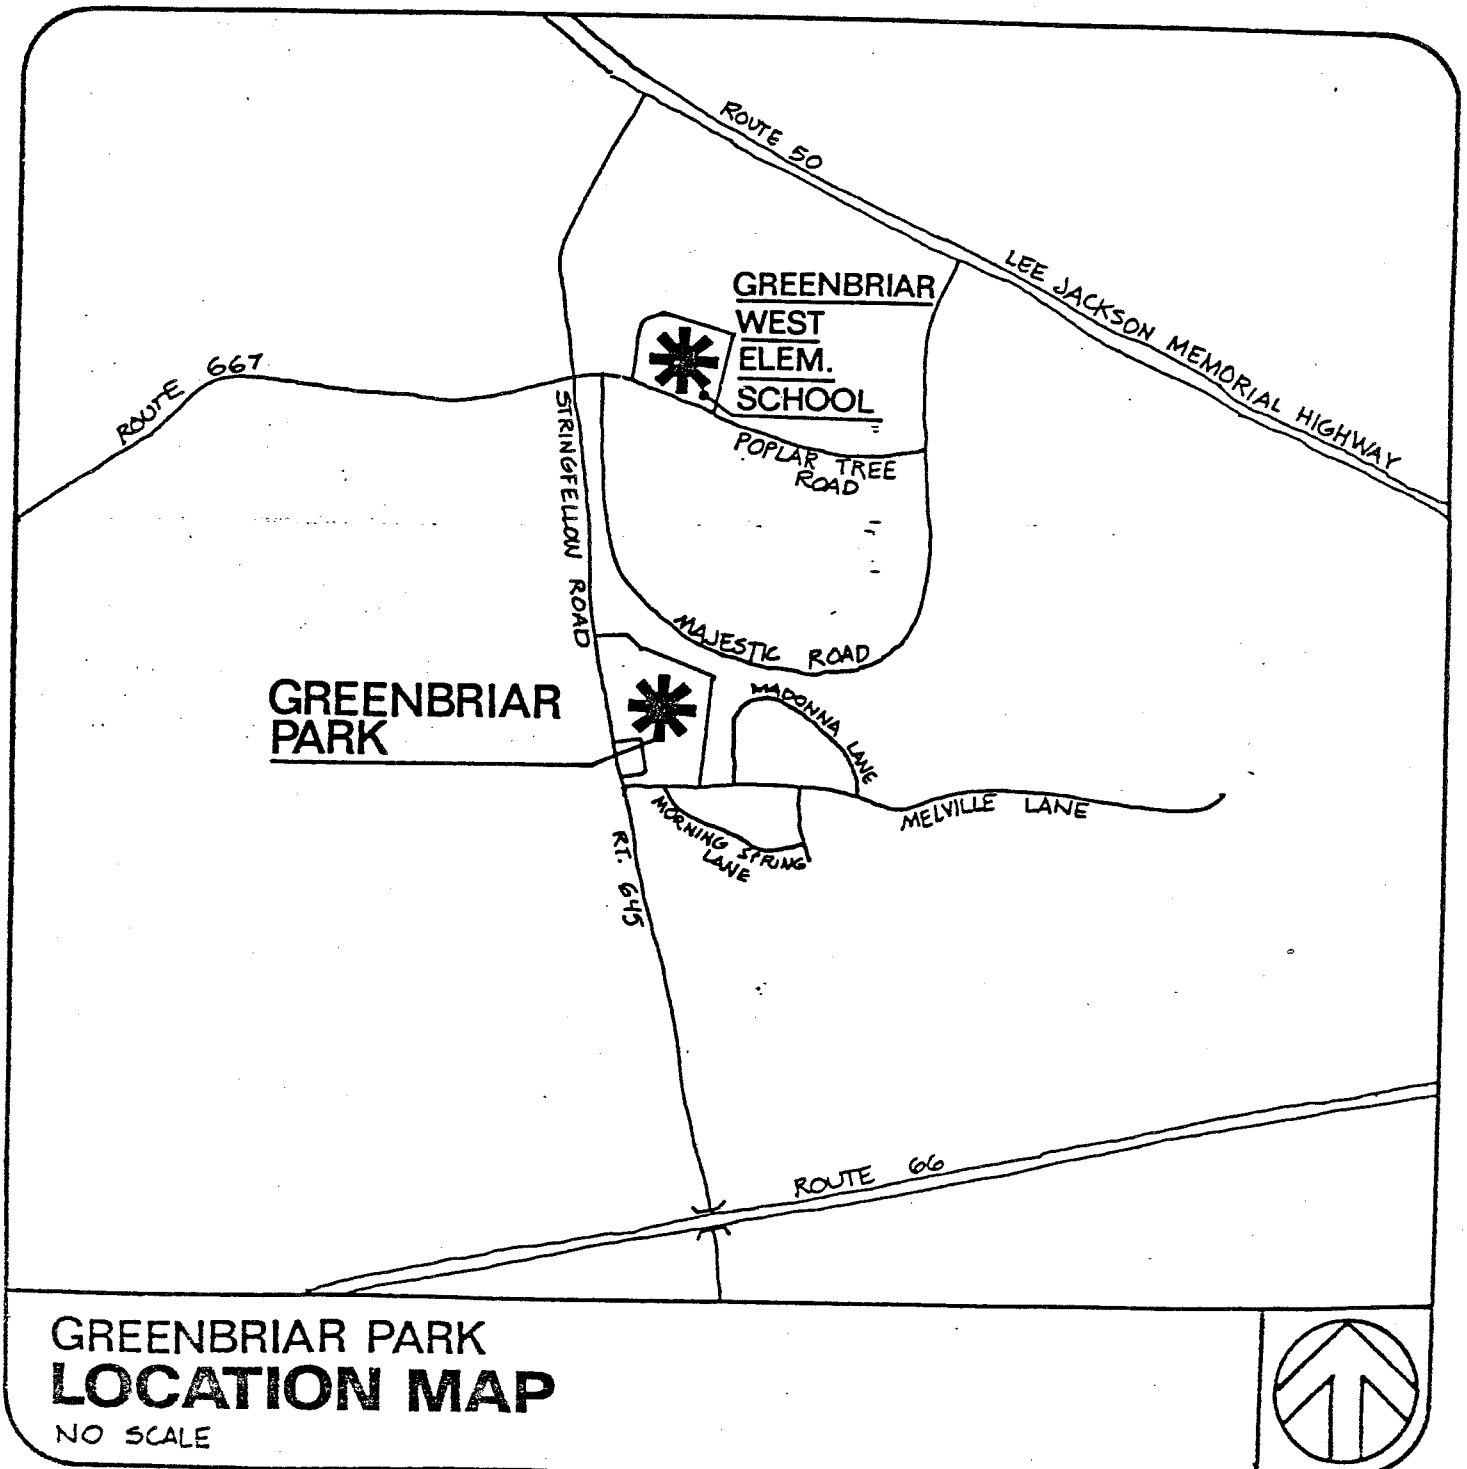 ROUTE 50
LEE JACKSON MEMORIAL HIGHWAY
GREENBRIAR
WEST
ELEM.
SCHOOL
ROUTE 667
STRINGFELLOW ROAD
POPLAR TREE
ROAD
MAJESTIC ROAD
GREENBRIAR
PARK
MADONNA LANE
MELVILLE LANE
MORNING SPRING
LANE
RT. 645
ROUTE 66
GREENBRIAR PARK
LOCATION MAP
NO SCALE